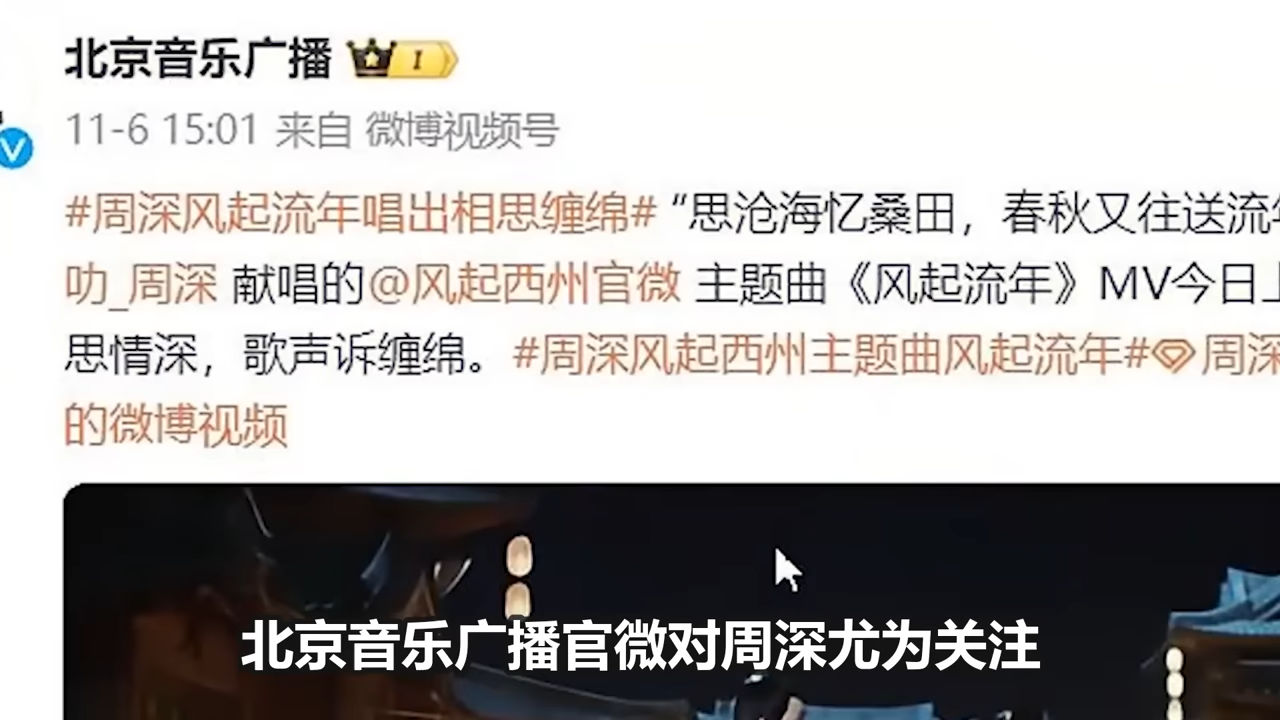 北京音乐广播 I
11-6 15:01 来自 微博视频号
#周深风起流年唱出相思缠绵# “思沧海忆桑田，春秋又往送流年
叻_周深 献唱的@风起西州官微 主题曲《风起流年》MV今日上
思情深，歌声诉缠绵。#周深风起西州主题曲风起流年# 周深
的微博视频
北京音乐广播官微对周深尤为关注